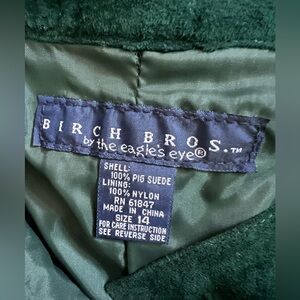 BIRCH BROS.™
by the eagle's eye®
SHELL:
100% PIG SUEDE
LINING:
100% NYLON
RN 61847
MADE IN CHINA
SIZE 14
FOR CARE INSTRUCTION
SEE REVERSE SIDE